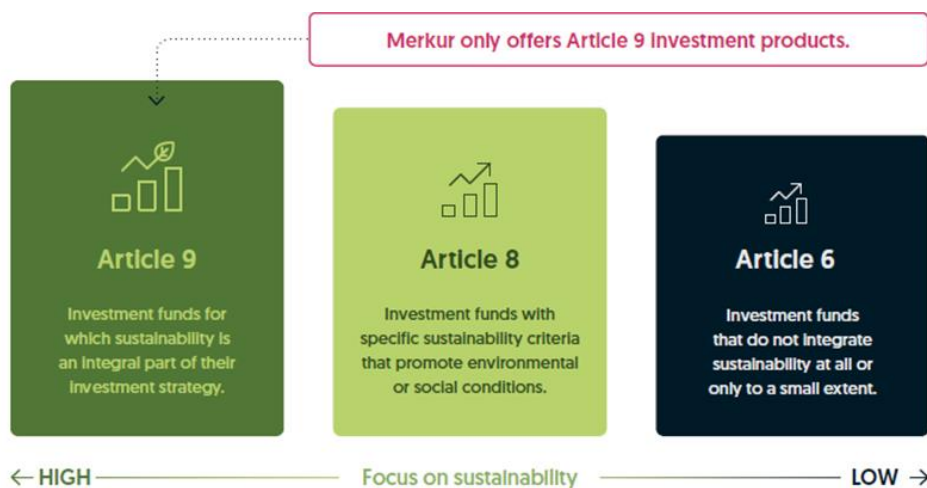 Merkur only offers Article 9 investment products.
Article 9
Investment funds for
which sustainability is
an integral part of their
investment strategy.
Article 8
Investment funds with
specific sustainability criteria
that promote environmental
or social conditions.
Article 6
Investment funds
that do not integrate
sustainability at all or
only to a small extent.
← HIGH Focus on sustainability LOW →